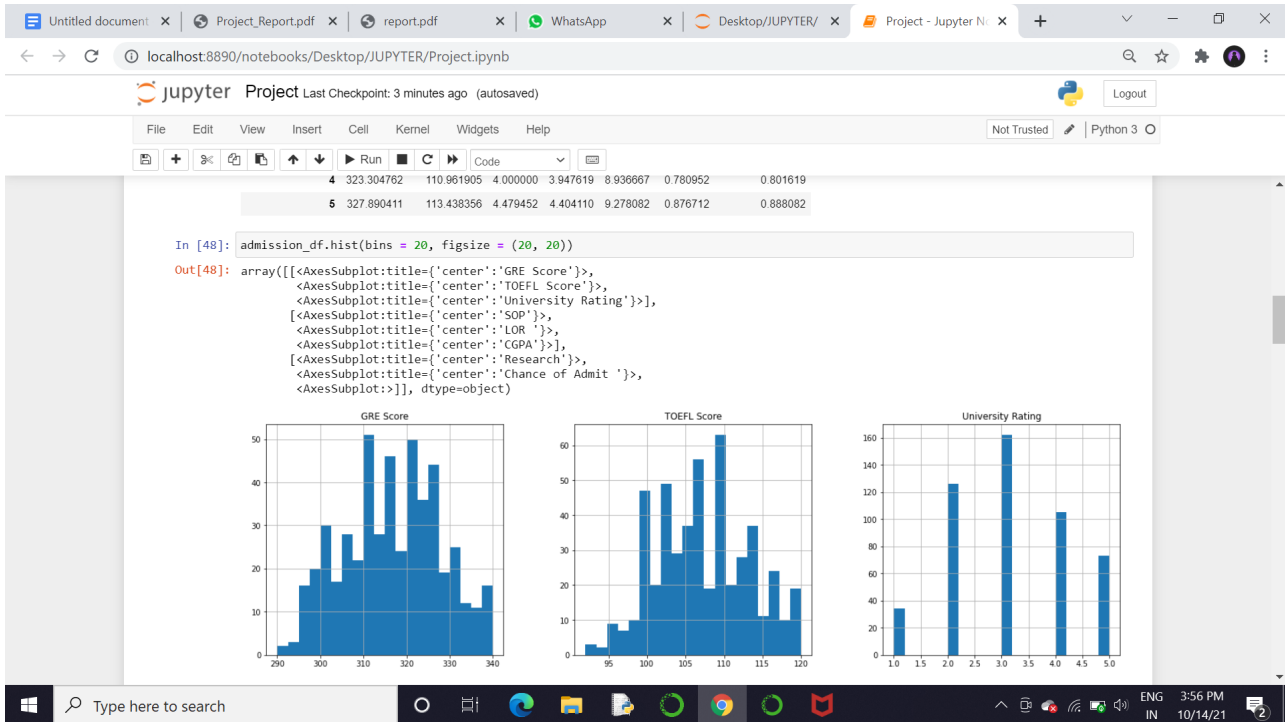 Untitled document
Project_Report.pdf
report.pdf
WhatsApp
Desktop/JUPYTER/
Project - Jupyter No
localhost:8890/notebooks/Desktop/JUPYTER/Project.ipynb
jupyter Project Last Checkpoint: 3 minutes ago (autosaved)
Logout
File Edit View Insert Cell Kernel Widgets Help
Not Trusted Python 3
Run Code
4 323.304762 110.961905 4.000000 3.947619 8.936667 0.780952 0.801619
5 327.890411 113.438356 4.479452 4.404110 9.278082 0.876712 0.888082
In [48]: admission_df.hist(bins = 20, figsize = (20, 20))
Out[48]: array([[<AxesSubplot:title={'center':'GRE Score'}>,
<AxesSubplot:title={'center':'TOEFL Score'}>,
<AxesSubplot:title={'center':'University Rating'}>],
[<AxesSubplot:title={'center':'SOP'}>,
<AxesSubplot:title={'center':'LOR '}>,
<AxesSubplot:title={'center':'CGPA'}>],
[<AxesSubplot:title={'center':'Research'}>,
<AxesSubplot:title={'center':'Chance of Admit '}>,
<AxesSubplot:>]], dtype=object)
GRE Score
50
40
30
20
10
0
290 300 310 320 330 340
TOEFL Score
60
50
40
30
20
10
0
95 100 105 110 115 120
University Rating
160
140
120
100
80
60
40
20
0
1.0 1.5 2.0 2.5 3.0 3.5 4.0 4.5 5.0
Type here to search
ENG
IN
3:56 PM
10/14/21
2